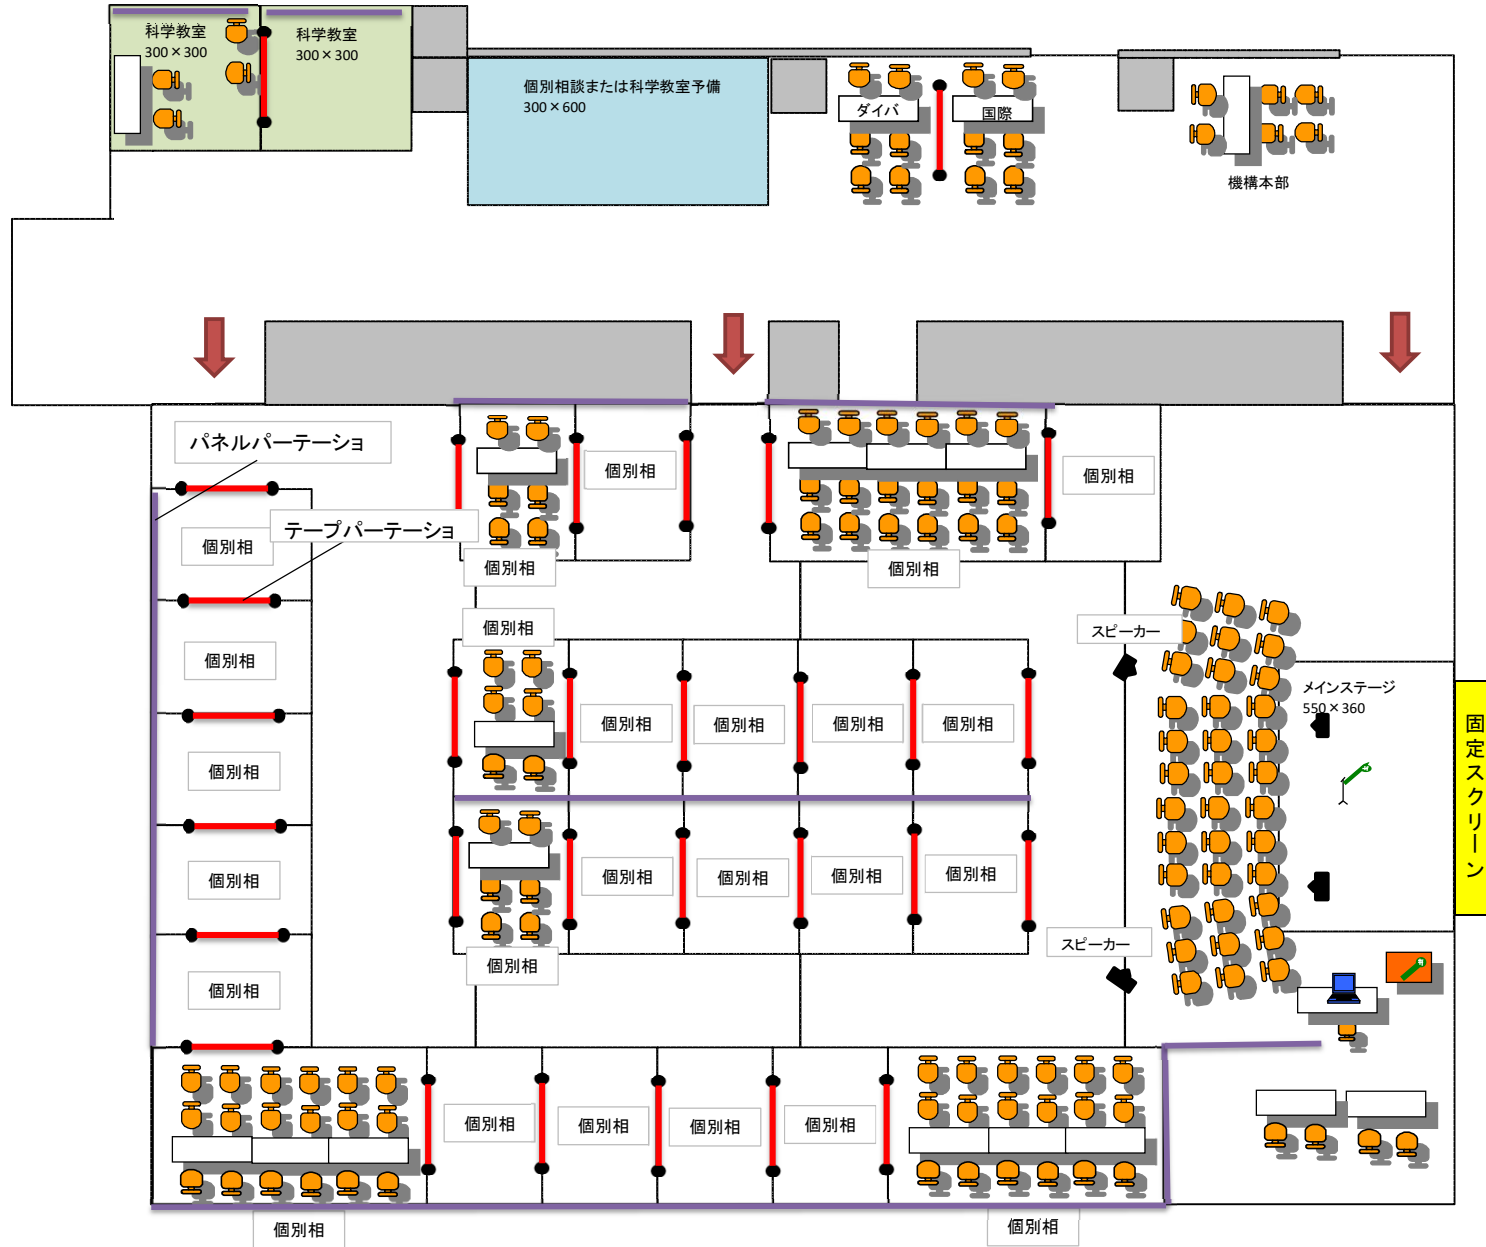 科学教室
300×300
科学教室
300×300
個別相談または科学教室予備
300×600
ダイバ
国際
機構本部
パネルパーテーショ
テープパーテーショ
個別相
個別相
個別相
個別相
個別相
個別相
個別相
個別相
個別相
個別相
スピーカー
個別相
個別相
個別相
個別相
メインステージ
550×360
固定スクリーン
個別相
個別相
個別相
個別相
個別相
スピーカー
個別相
個別相
個別相
個別相
個別相
個別相